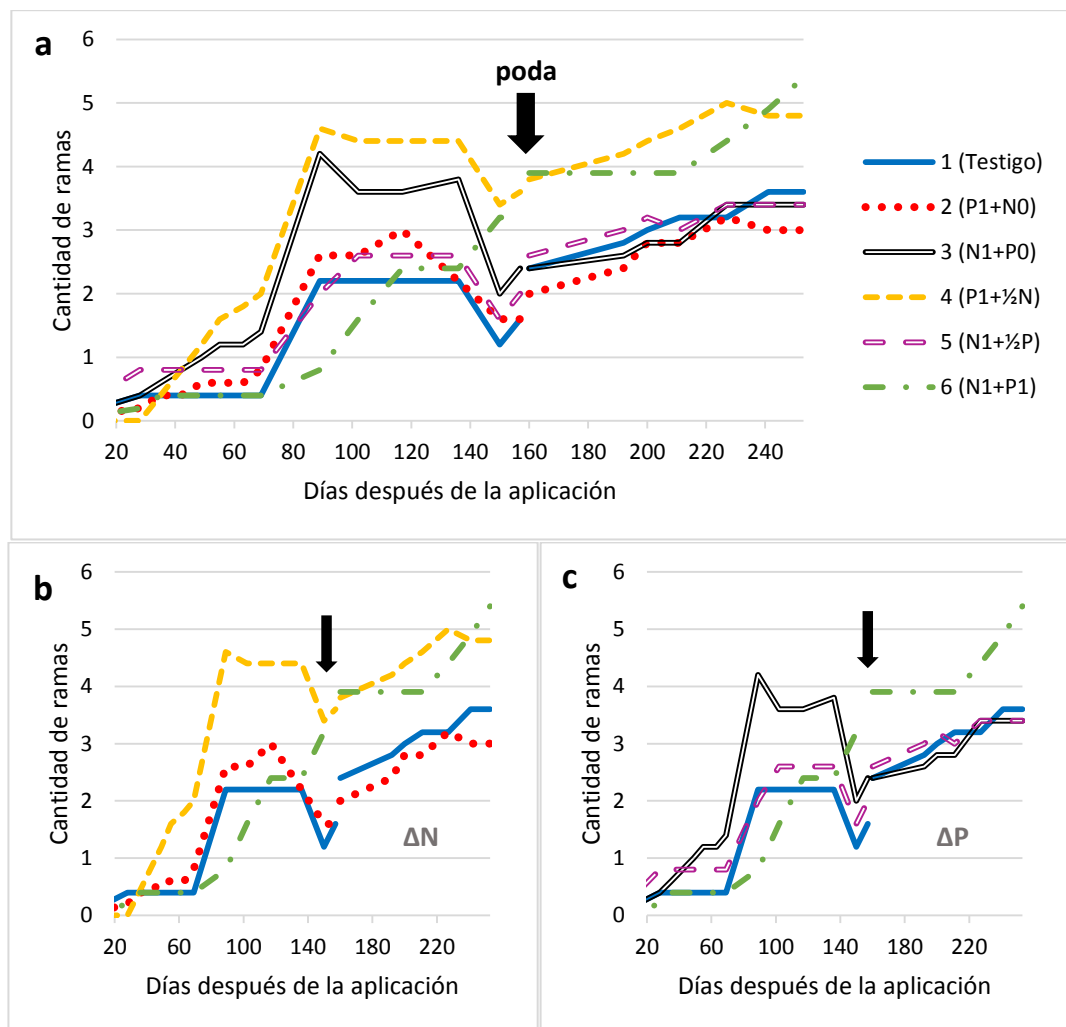 a
6
5
4
3
2
1
0
Cantidad de ramas
poda
20 40 60 80 100 120 140 160 180 200 220 240
Días después de la aplicación
1 (Testigo)
2 (P1+N0)
3 (N1+P0)
4 (P1+½N)
5 (N1+½P)
6 (N1+P1)
b
6
5
4
3
2
1
0
Cantidad de ramas
ΔN
20 60 100 140 180 220
Días después de la aplicación
c
6
5
4
3
2
1
0
Cantidad de ramas
ΔP
20 60 100 140 180 220
Días después de la aplicación